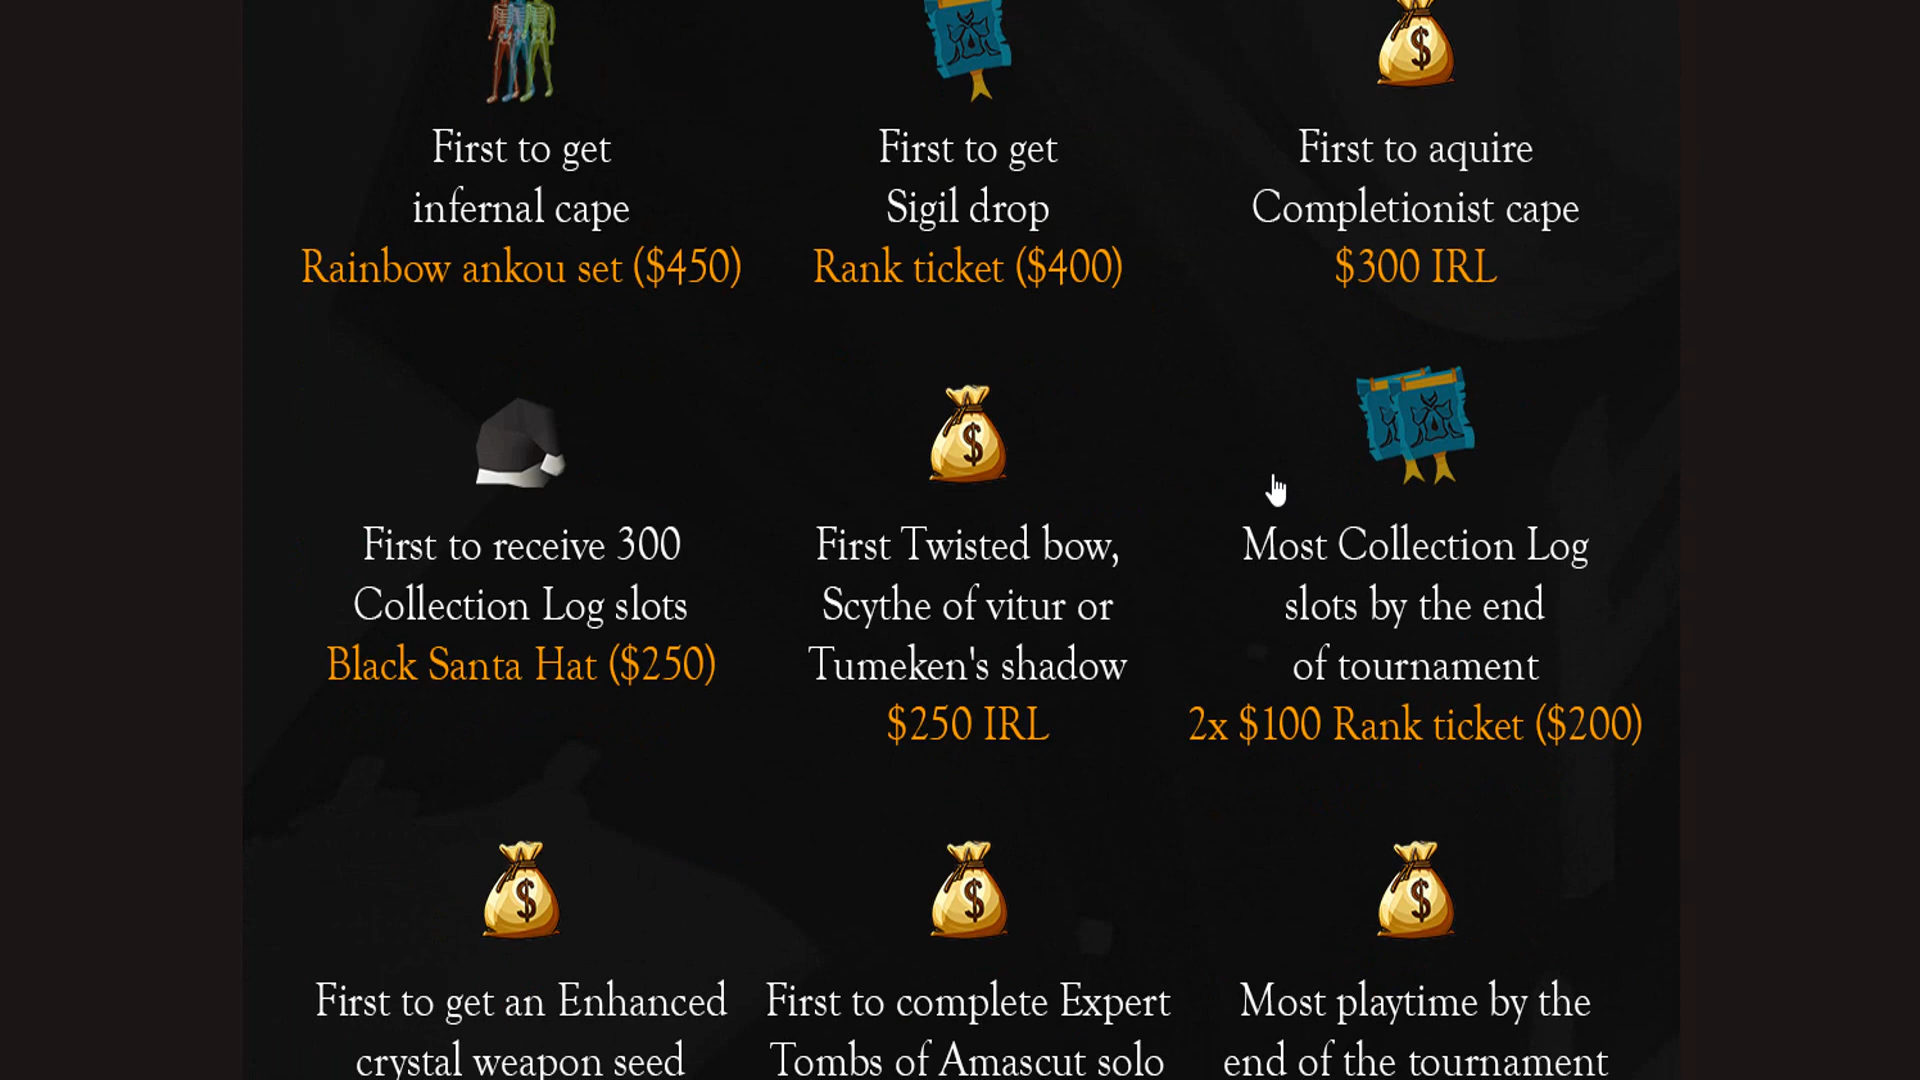 First to get
infernal cape
Rainbow ankou set ($450)
First to get
Sigil drop
Rank ticket ($400)
First to aquire
Completionist cape
$300 IRL
First to receive 300
Collection Log slots
Black Santa Hat ($250)
First Twisted bow,
Scythe of vitur or
Tumeken's shadow
$250 IRL
Most Collection Log
slots by the end
of tournament
2x $100 Rank ticket ($200)
First to get an Enhanced
crystal weapon seed
First to complete Expert
Tombs of Amascut solo
Most playtime by the
end of the tournament